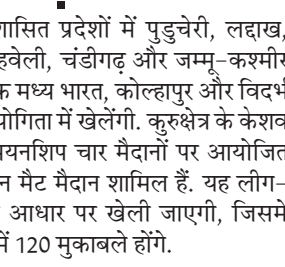 शासित प्रदेशों में पुडुचेरी, लद्दाख,
हवेली, चंडीगढ़ और जम्मू-कश्मीर
मध्य भारत, कोल्हापुर और विदर्भ
में खेलेंगी. कुरुक्षेत्र के केशव
चार मैदानों पर आयोजित
मैट मैदान शामिल हैं. यह लीग-
आधार पर खेली जाएगी, जिसमें
में 120 मुकाबले होंगे.